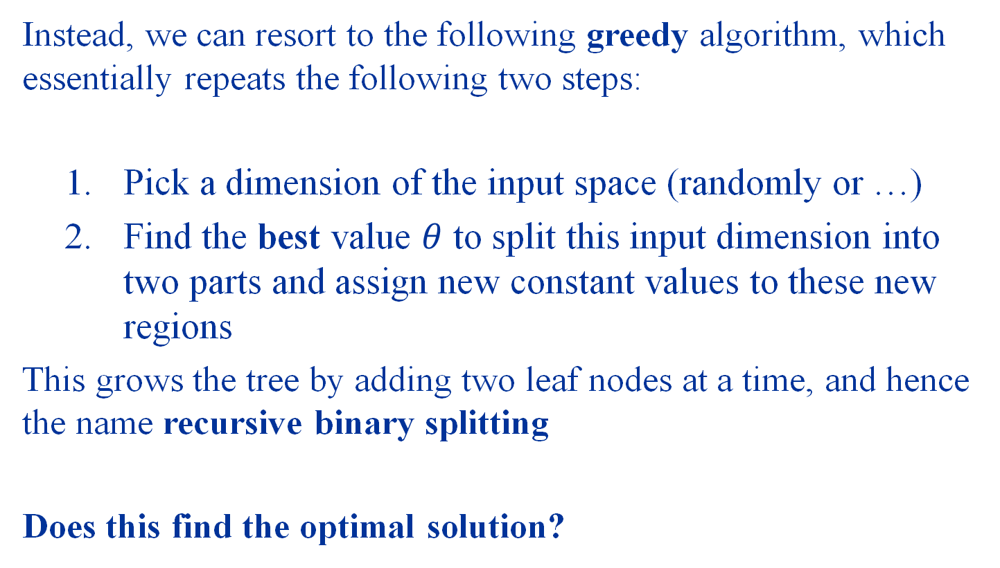 Instead, we can resort to the following greedy algorithm, which
essentially repeats the following two steps:
1. Pick a dimension of the input space (randomly or …)
2. Find the best value θ to split this input dimension into
two parts and assign new constant values to these new
regions
This grows the tree by adding two leaf nodes at a time, and hence
the name recursive binary splitting
Does this find the optimal solution?